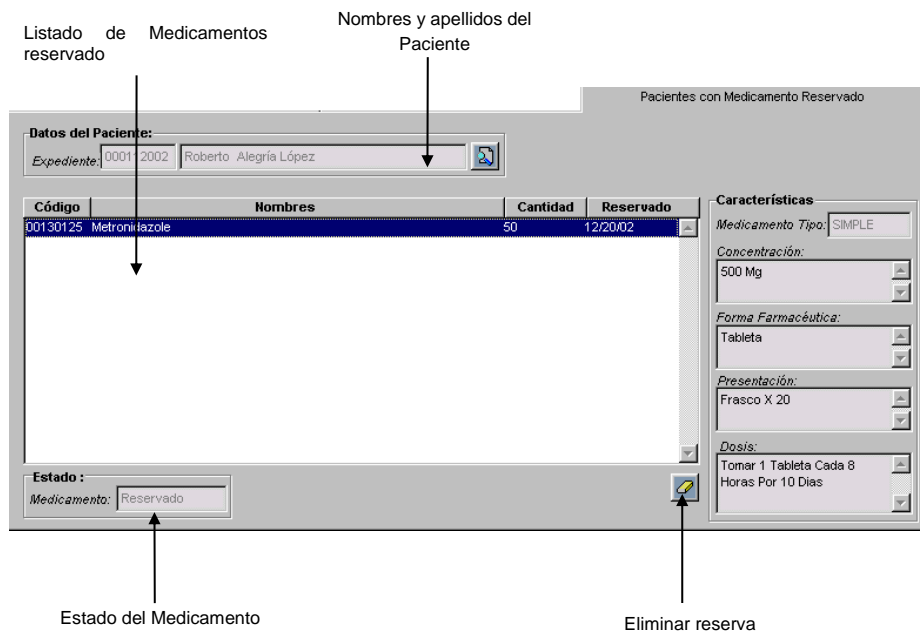 Listado de Medicamentos
reservado
Nombres y apellidos del
Paciente
Pacientes con Medicamento Reservado
Datos del Paciente:
Expediente: 000112002 Roberto Alegría López
Código Nombres Cantidad Reservado
00130125 Metronidazole 50 12/20/02
Características
Medicamento Tipo: SIMPLE
Concentración:
500 Mg
Forma Farmacéutica:
Tableta
Presentación:
Frasco X 20
Dosis:
Tomar 1 Tableta Cada 8
Horas Por 10 Dias
Estado :
Medicamento: Reservado
Estado del Medicamento
Eliminar reserva